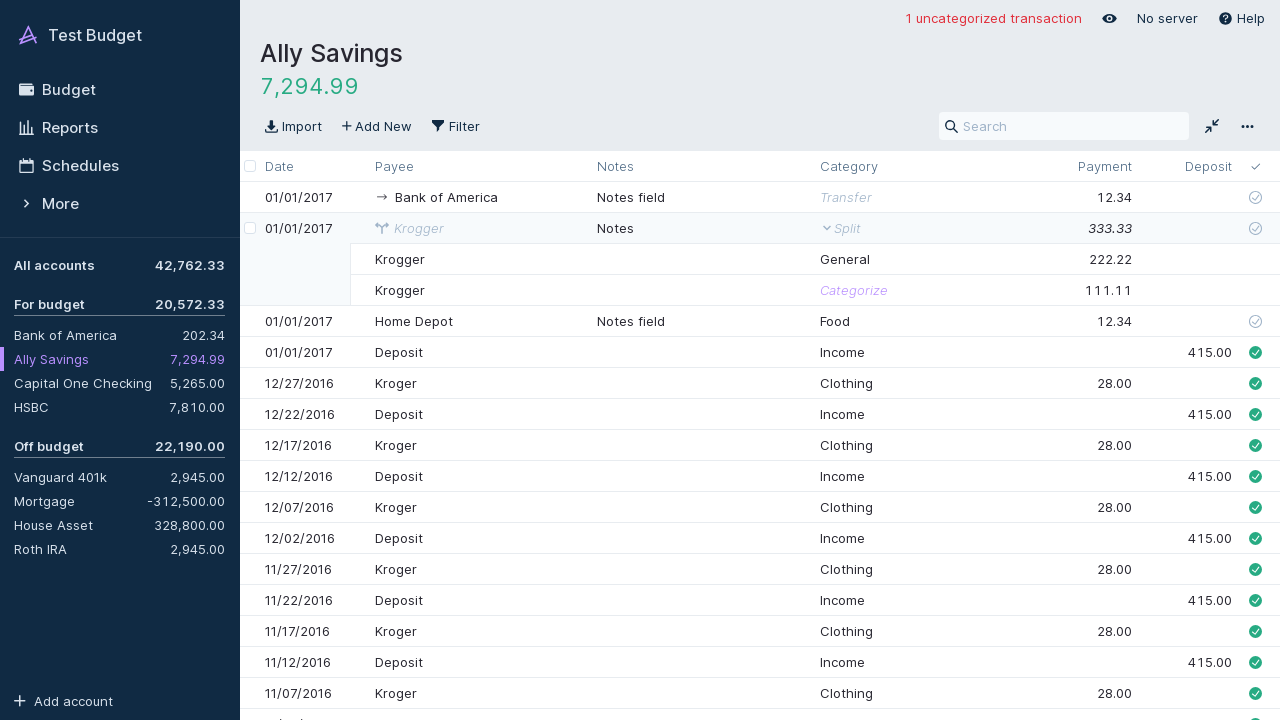 Test Budget
Budget
Reports
Schedules
More
All accounts 42,762.33
For budget 20,572.33
Bank of America 202.34
Ally Savings 7,294.99
Capital One Checking 5,265.00
HSBC 7,810.00
Off budget 22,190.00
Vanguard 401k 2,945.00
Mortgage -312,500.00
House Asset 328,800.00
Roth IRA 2,945.00
Add account
1 uncategorized transaction No server Help
Ally Savings
7,294.99
Import Add New Filter Search
Date Payee Notes Category Payment Deposit
01/01/2017 → Bank of America Notes field Transfer 12.34
01/01/2017 Krogger Notes Split 333.33
Krogger General 222.22
Krogger Categorize 111.11
01/01/2017 Home Depot Notes field Food 12.34
01/01/2017 Deposit Income 415.00
12/27/2016 Kroger Clothing 28.00
12/22/2016 Deposit Income 415.00
12/17/2016 Kroger Clothing 28.00
12/12/2016 Deposit Income 415.00
12/07/2016 Kroger Clothing 28.00
12/02/2016 Deposit Income 415.00
11/27/2016 Kroger Clothing 28.00
11/22/2016 Deposit Income 415.00
11/17/2016 Kroger Clothing 28.00
11/12/2016 Deposit Income 415.00
11/07/2016 Kroger Clothing 28.00